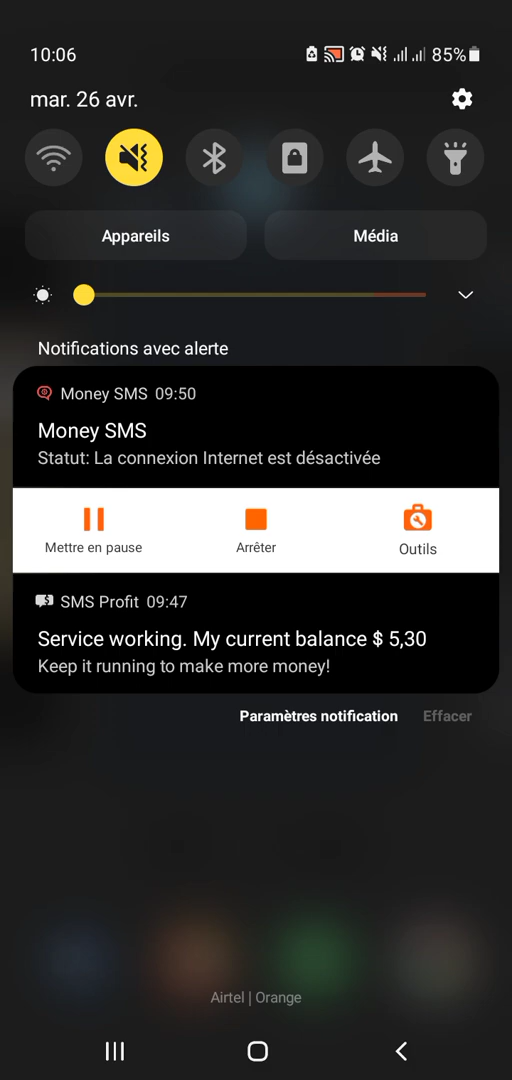 10:06 85%
mar. 26 avr.
Appareils Média
Notifications avec alerte
Money SMS 09:50
Money SMS
Statut: La connexion Internet est désactivée
Mettre en pause Arrêter Outils
SMS Profit 09:47
Service working. My current balance $ 5,30
Keep it running to make more money!
Paramètres notification Effacer
Airtel | Orange